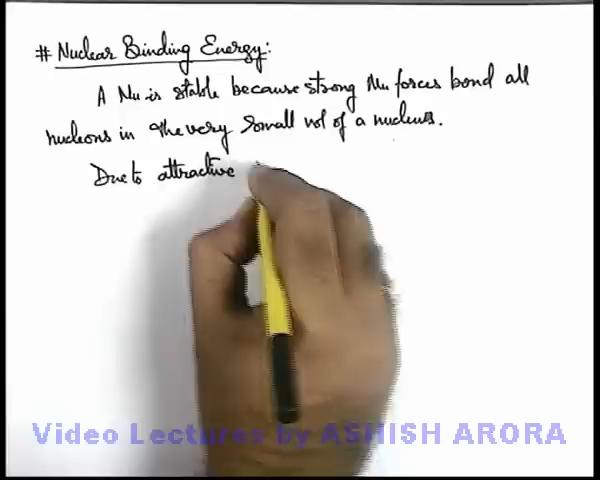 # Nuclear Binding Energy:
A Nu is stable because strong Nu forces bond all
nucleons in the very small vol of a nucleus.
Due to attractive
Video Lectures by ASHISH ARORA